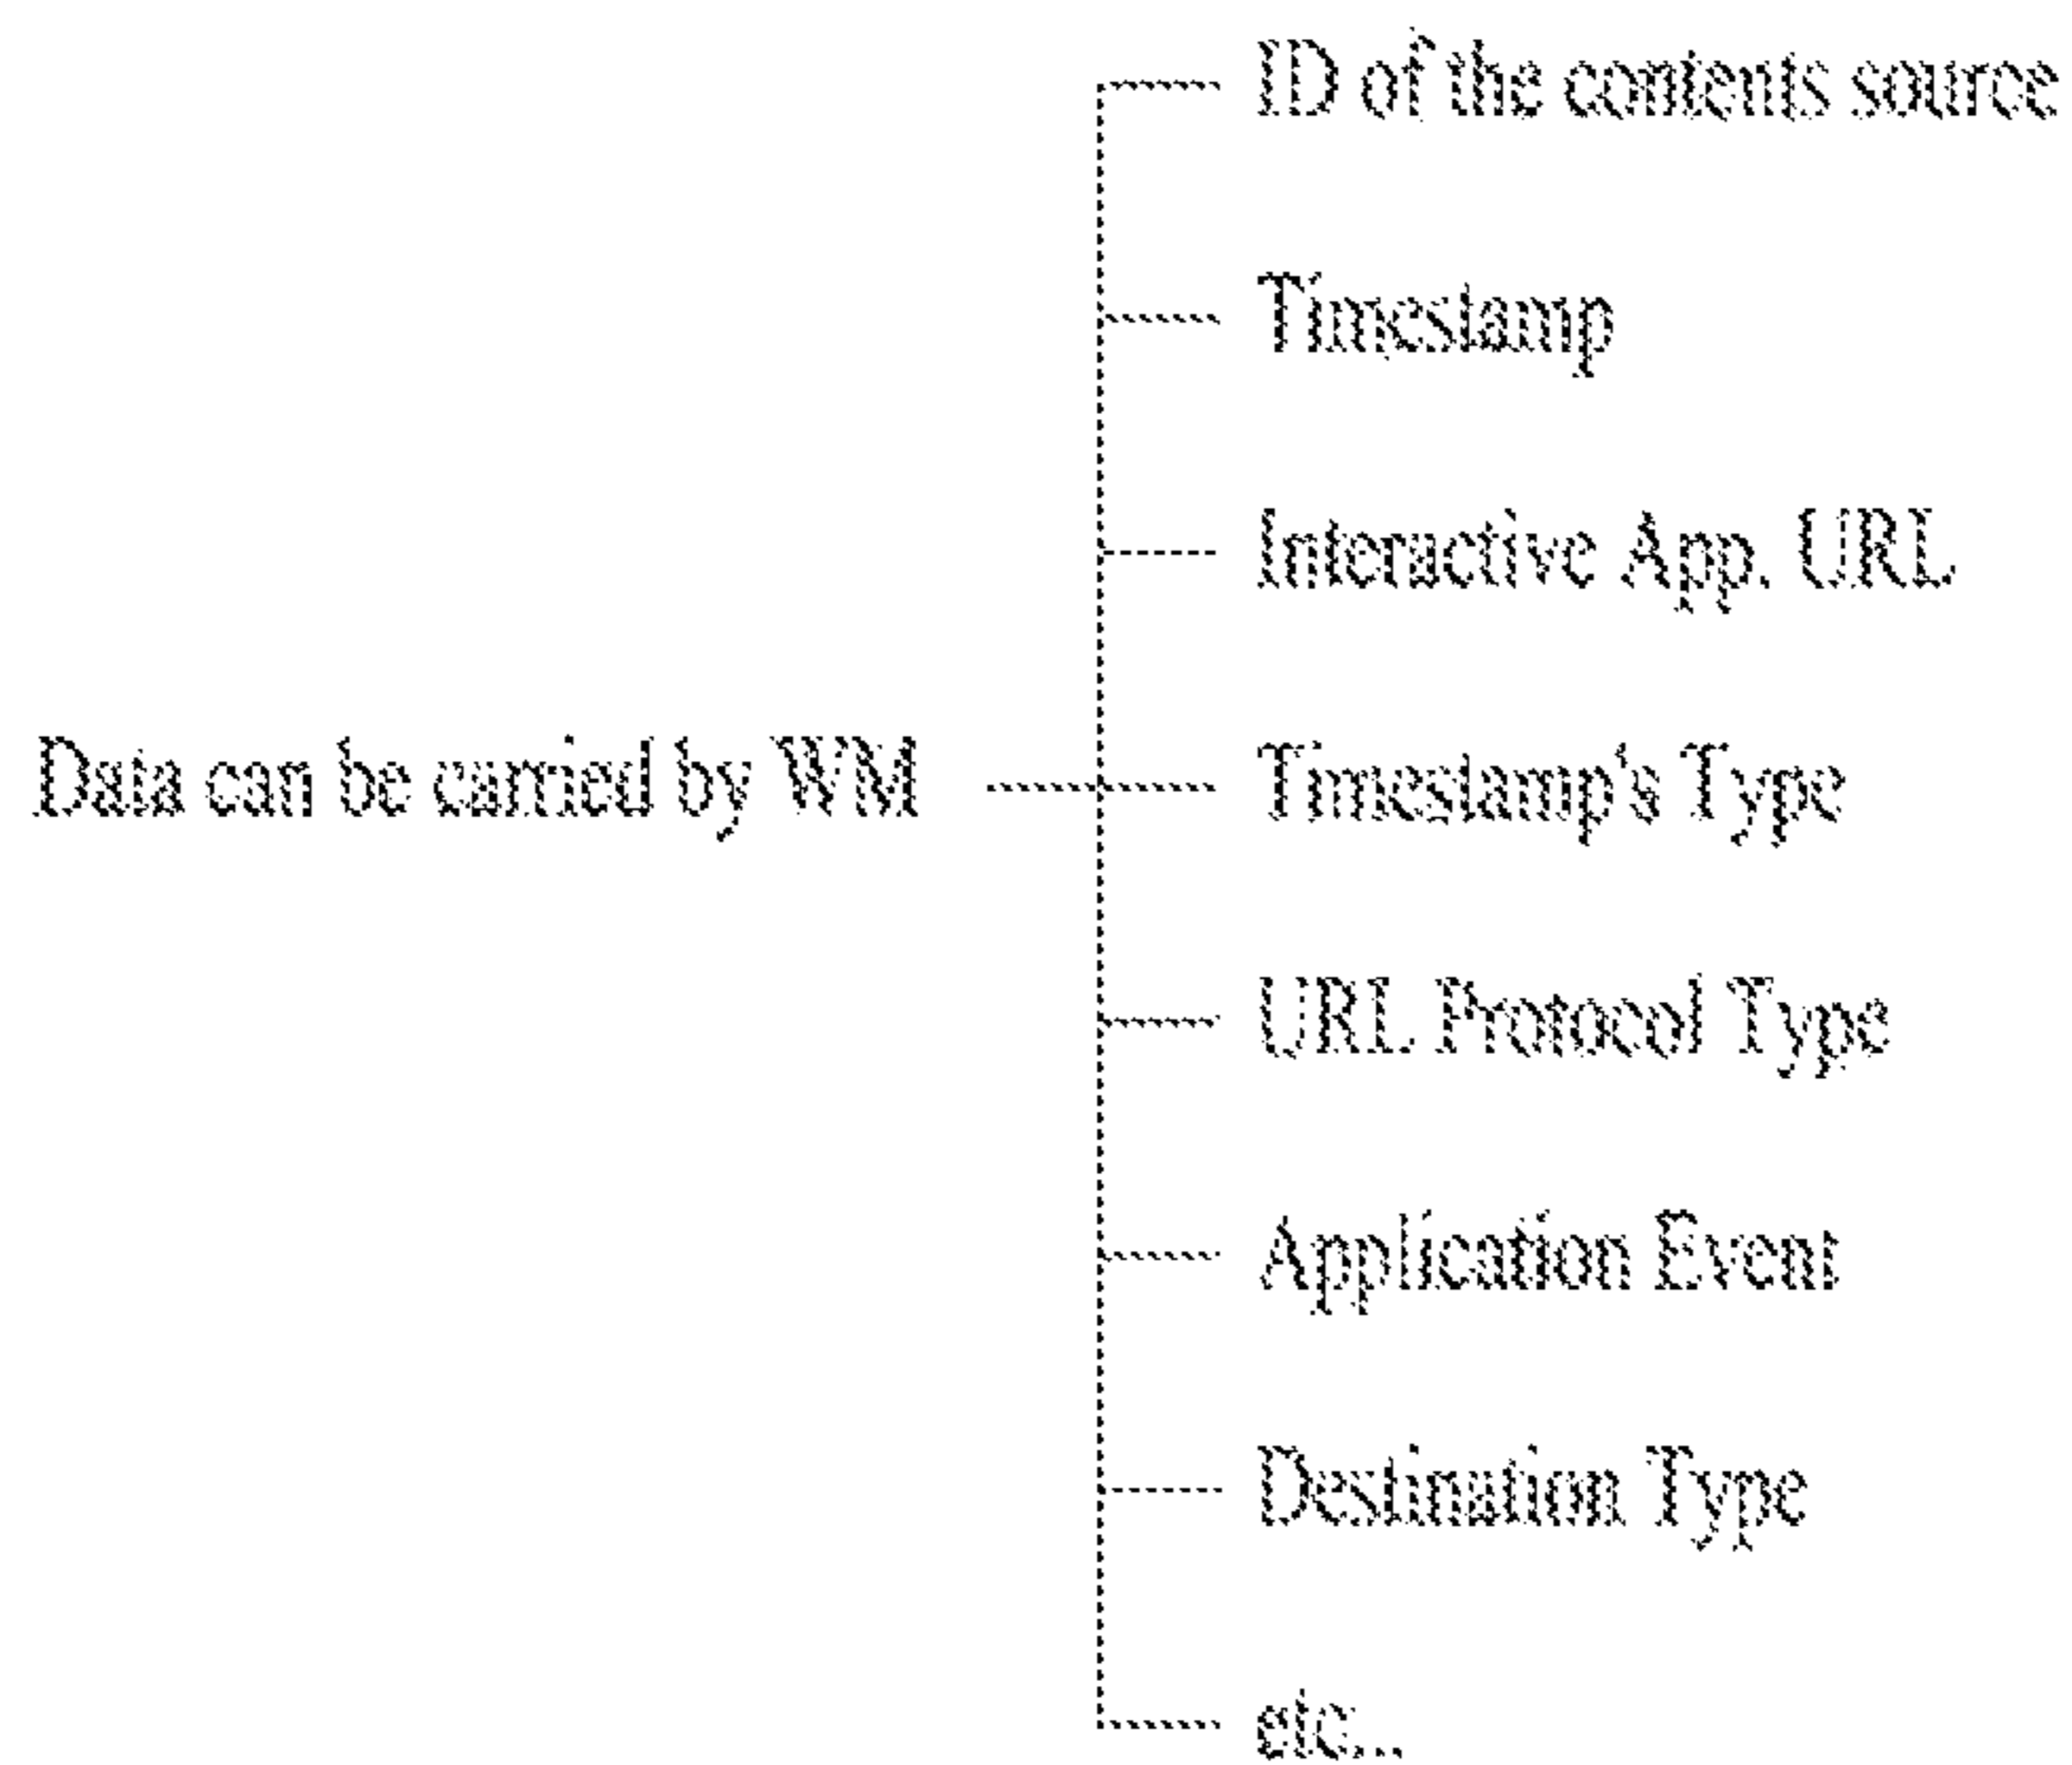 ID of the contents source
Timestamp
Interactive App. URL
Data can be carried by WM
Timestamp's Type
URL Protocol Type
Application Event
Destination Type
etc...